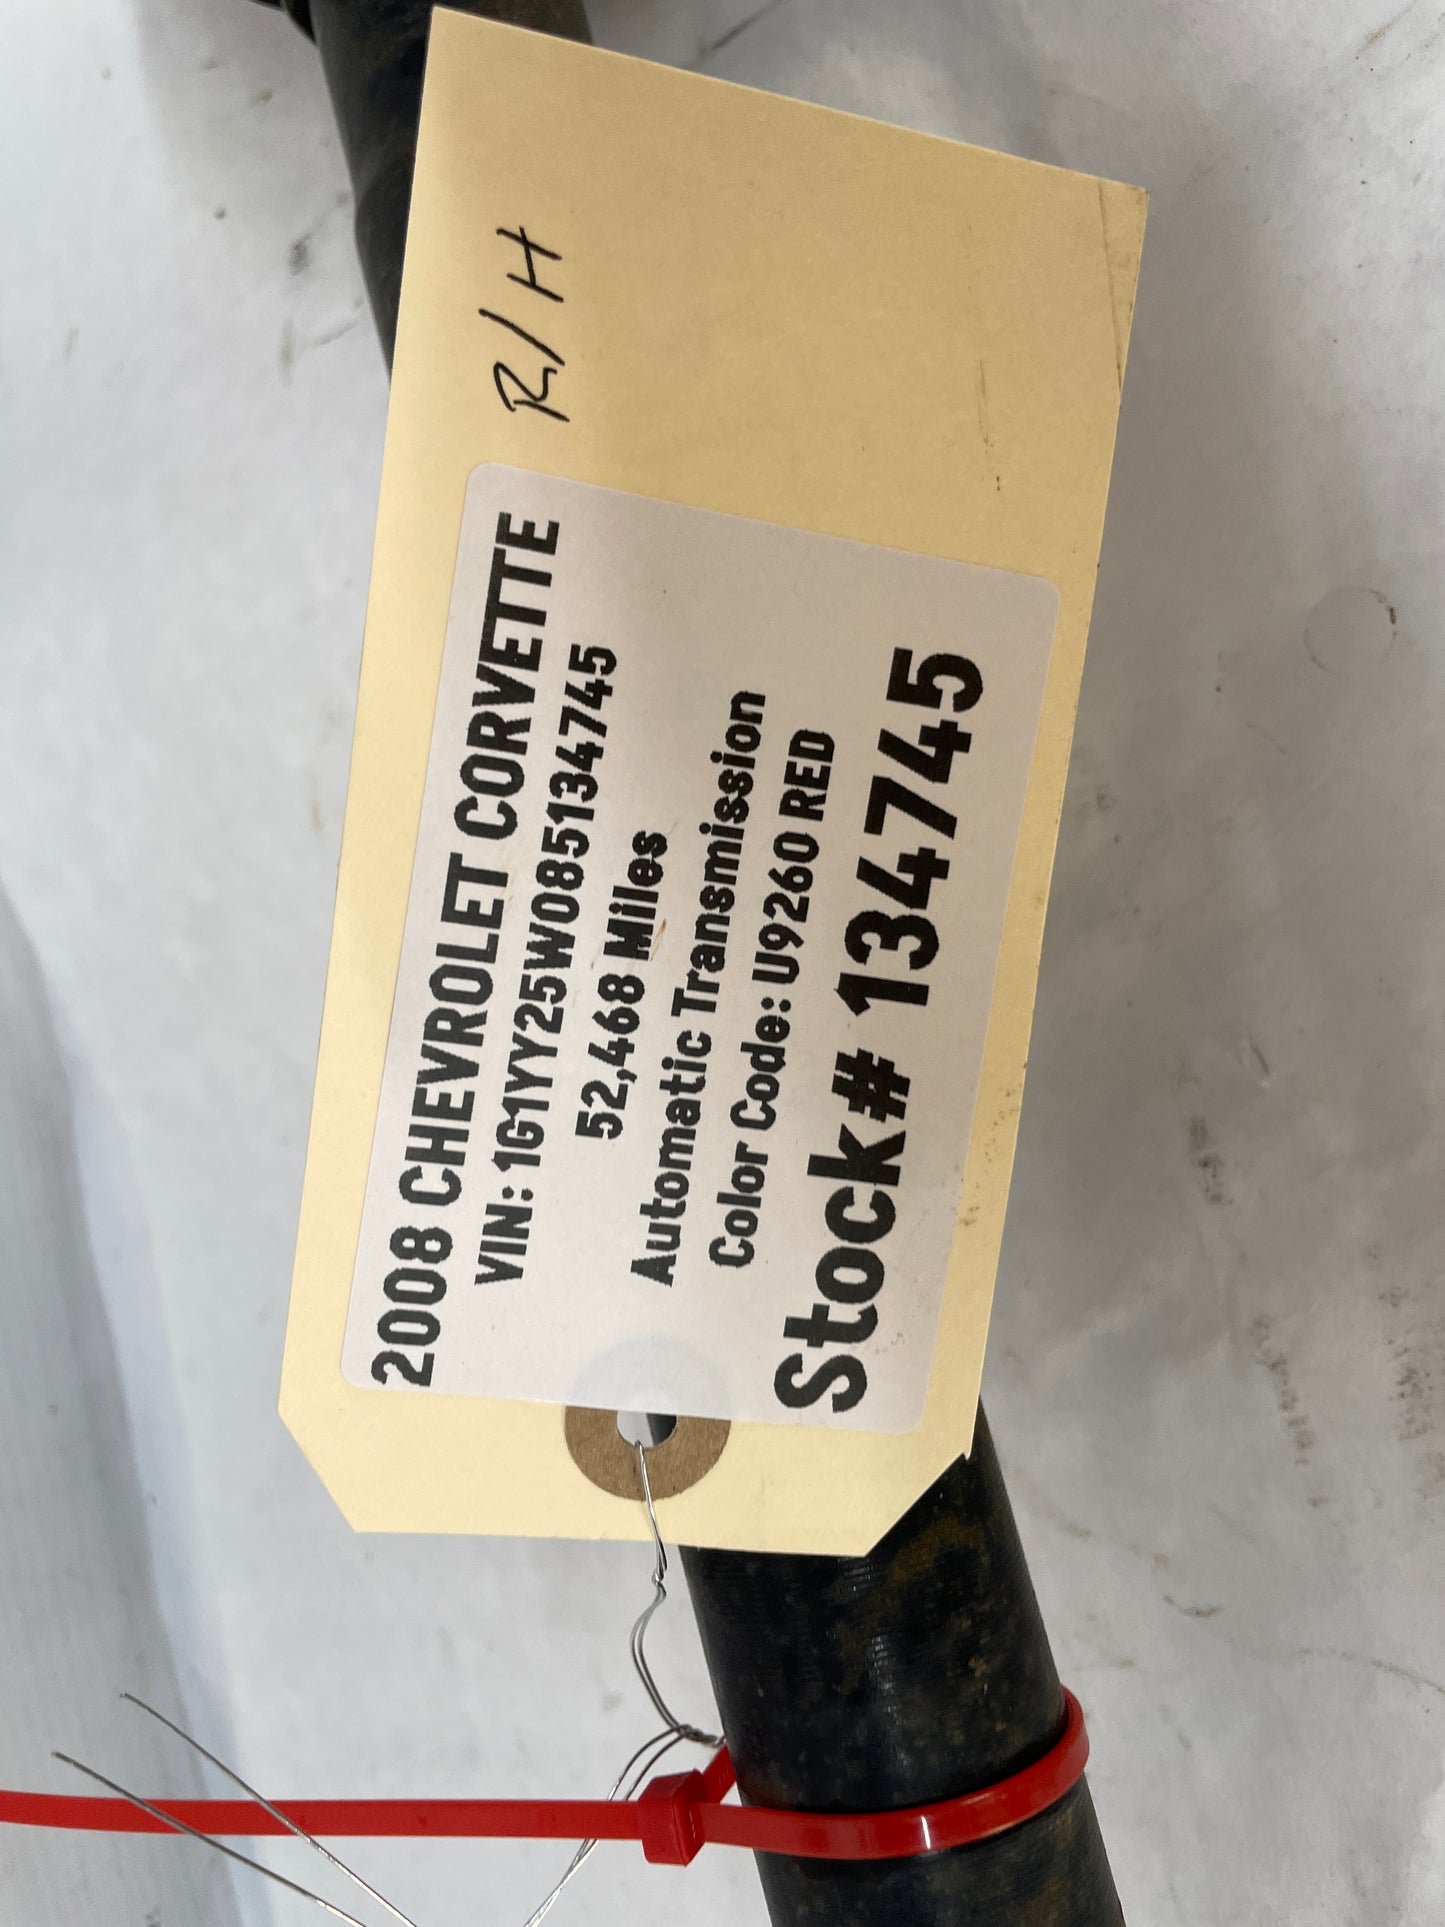 2008 CHEVROLET CORVETTE
VIN: 1G1YY25W085134745
52,468 Miles
Automatic Transmission
Color Code: U9260 RED
Stock# 134745
R/H